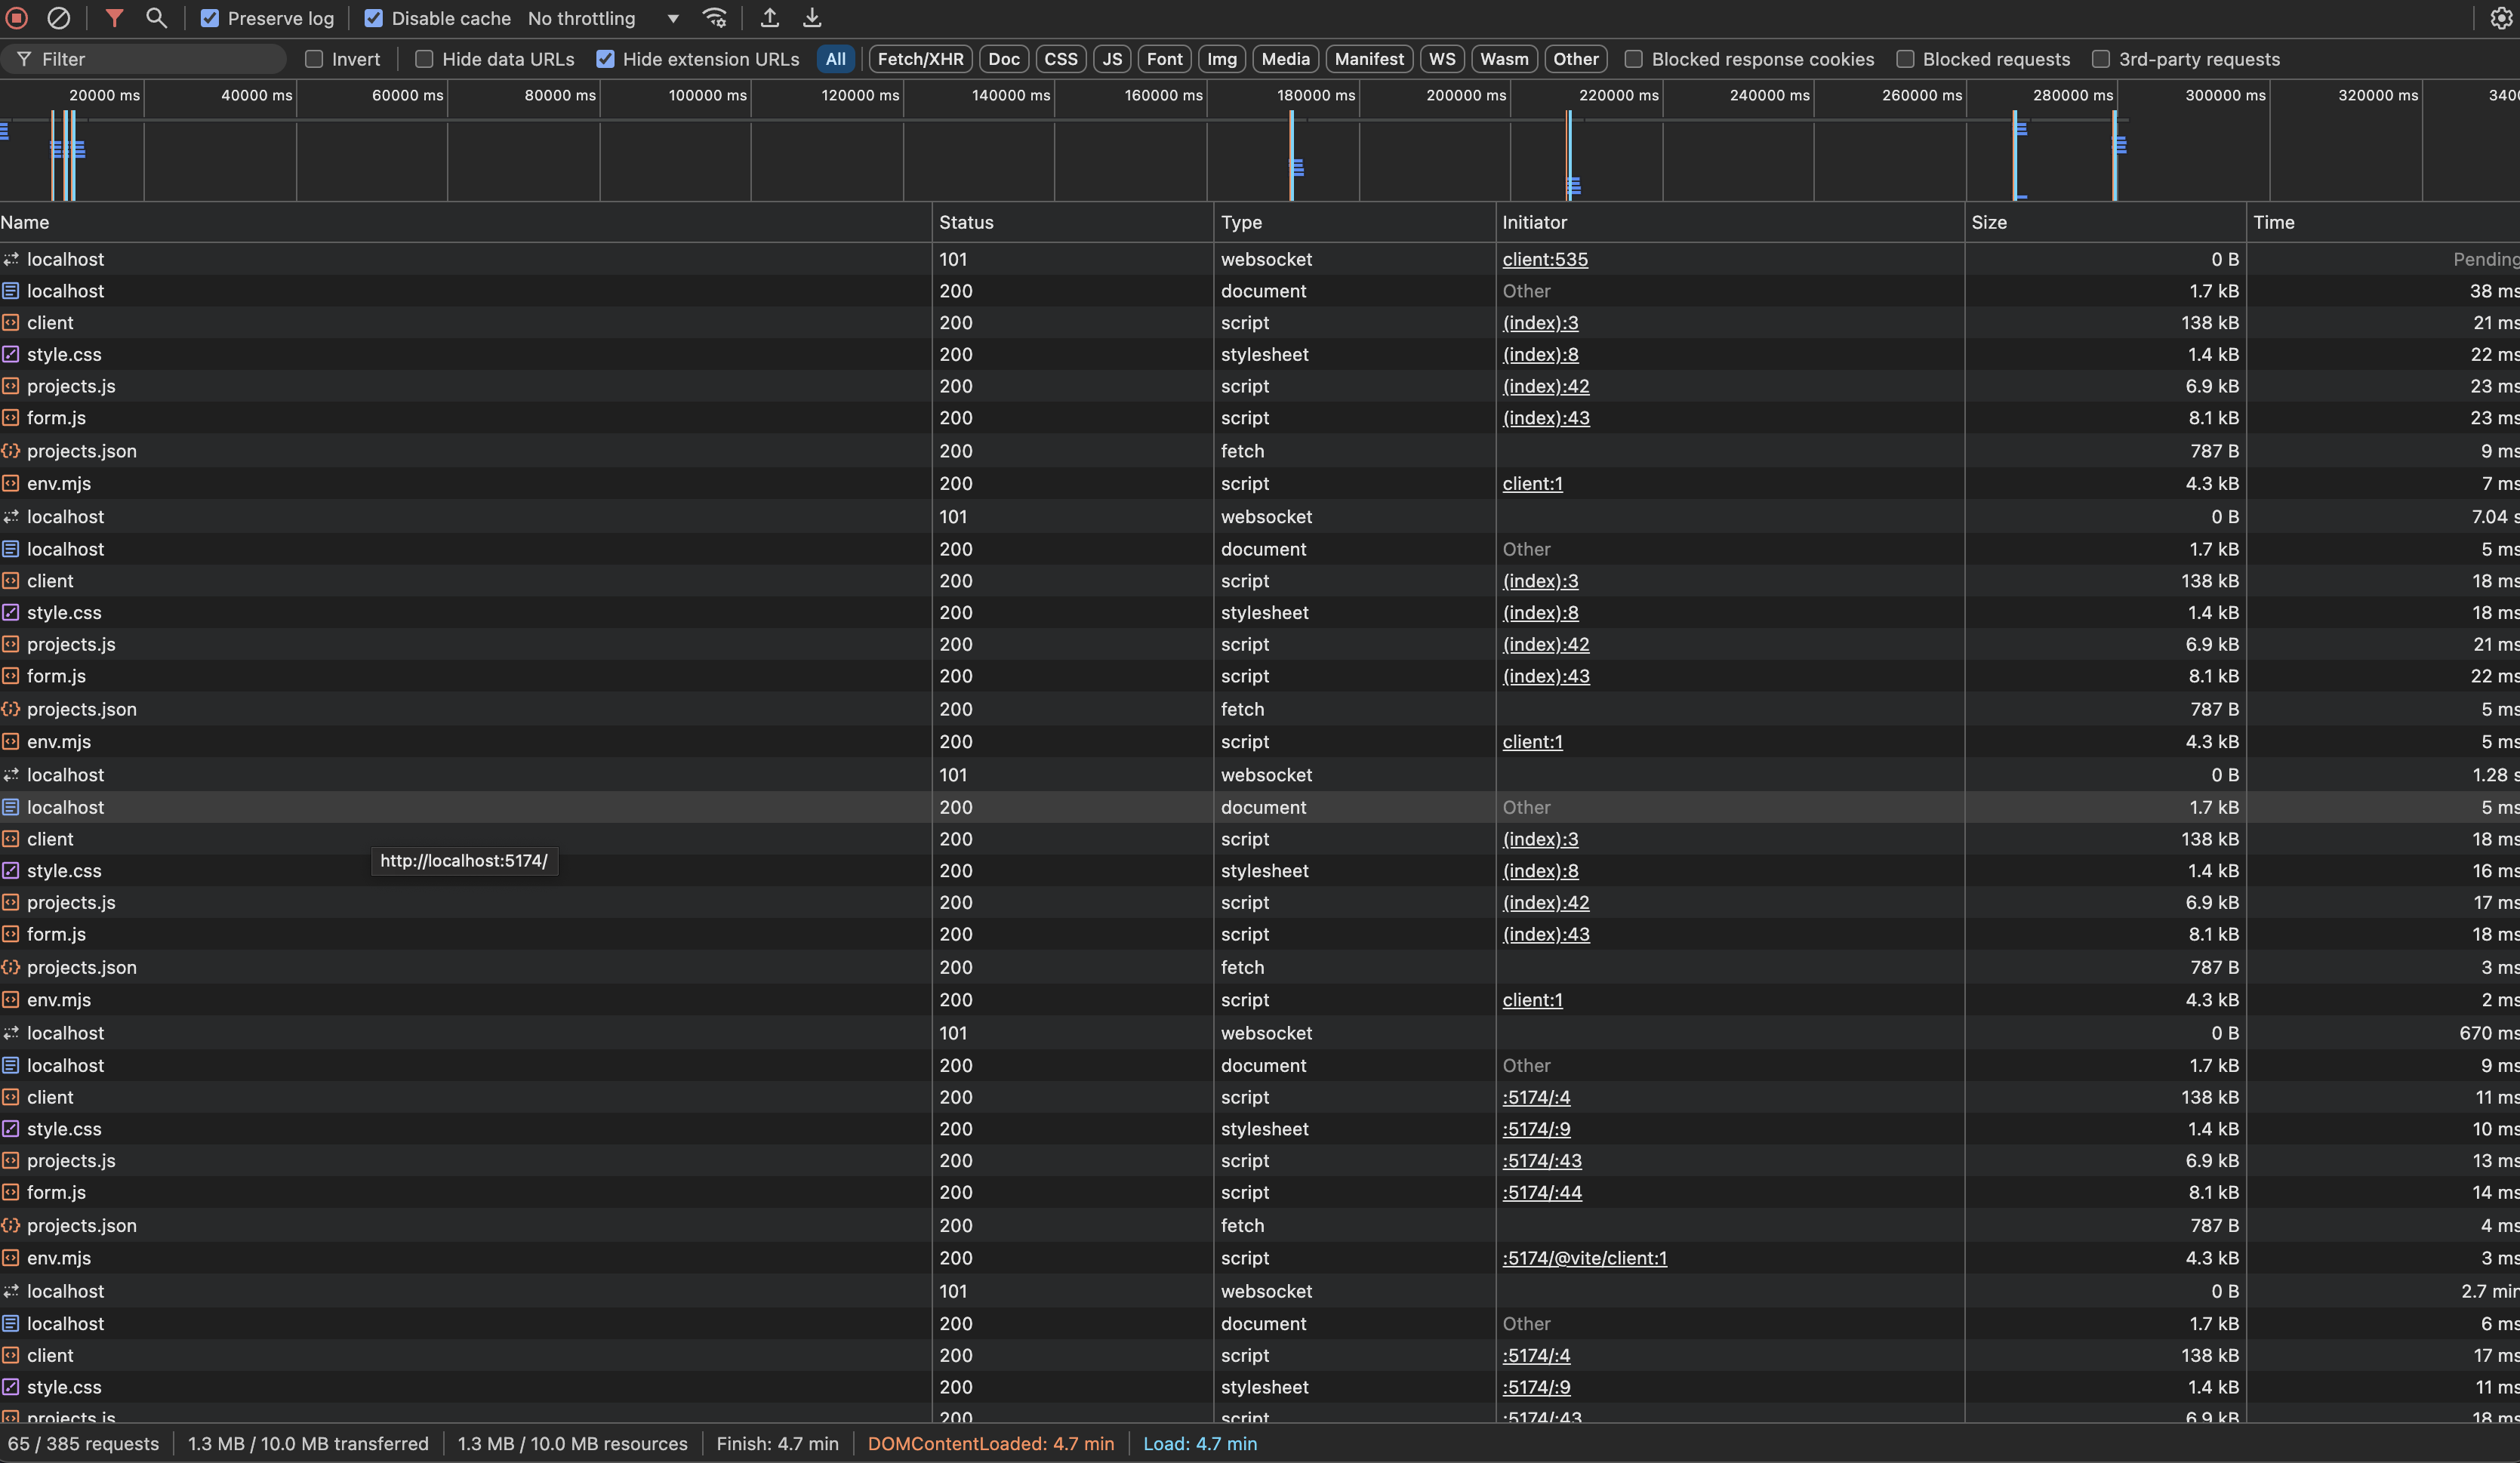 Preserve log Disable cache No throttling
Filter Invert Hide data URLs Hide extension URLs All Fetch/XHR Doc CSS JS Font Img Media Manifest WS Wasm Other Blocked response cookies Blocked requests 3rd-party requests
20000 ms 40000 ms 60000 ms 80000 ms 100000 ms 120000 ms 140000 ms 160000 ms 180000 ms 200000 ms 220000 ms 240000 ms 260000 ms 280000 ms 300000 ms 320000 ms 340
Name Status Type Initiator Size Time
localhost 101 websocket client:535 0 B Pending
localhost 200 document Other 1.7 kB 38 ms
client 200 script (index):3 138 kB 21 ms
style.css 200 stylesheet (index):8 1.4 kB 22 ms
projects.js 200 script (index):42 6.9 kB 23 ms
form.js 200 script (index):43 8.1 kB 23 ms
projects.json 200 fetch 787 B 9 ms
env.mjs 200 script client:1 4.3 kB 7 ms
localhost 101 websocket 0 B 7.04 s
localhost 200 document Other 1.7 kB 5 ms
client 200 script (index):3 138 kB 18 ms
style.css 200 stylesheet (index):8 1.4 kB 18 ms
projects.js 200 script (index):42 6.9 kB 21 ms
form.js 200 script (index):43 8.1 kB 22 ms
projects.json 200 fetch 787 B 5 ms
env.mjs 200 script client:1 4.3 kB 5 ms
localhost 101 websocket 0 B 1.28 s
localhost 200 document Other 1.7 kB 5 ms
client 200 script (index):3 138 kB 18 ms
http://localhost:5174/
style.css 200 stylesheet (index):8 1.4 kB 16 ms
projects.js 200 script (index):42 6.9 kB 17 ms
form.js 200 script (index):43 8.1 kB 18 ms
projects.json 200 fetch 787 B 3 ms
env.mjs 200 script client:1 4.3 kB 2 ms
localhost 101 websocket 0 B 670 ms
localhost 200 document Other 1.7 kB 9 ms
client 200 script :5174/:4 138 kB 11 ms
style.css 200 stylesheet :5174/:9 1.4 kB 10 ms
projects.js 200 script :5174/:43 6.9 kB 13 ms
form.js 200 script :5174/:44 8.1 kB 14 ms
projects.json 200 fetch 787 B 4 ms
env.mjs 200 script :5174/@vite/client:1 4.3 kB 3 ms
localhost 101 websocket 0 B 2.7 min
localhost 200 document Other 1.7 kB 6 ms
client 200 script :5174/:4 138 kB 17 ms
style.css 200 stylesheet :5174/:9 1.4 kB 11 ms
projects.js 200 script :5174/:43 6.9 kB 18 ms
65 / 385 requests 1.3 MB / 10.0 MB transferred 1.3 MB / 10.0 MB resources Finish: 4.7 min DOMContentLoaded: 4.7 min Load: 4.7 min